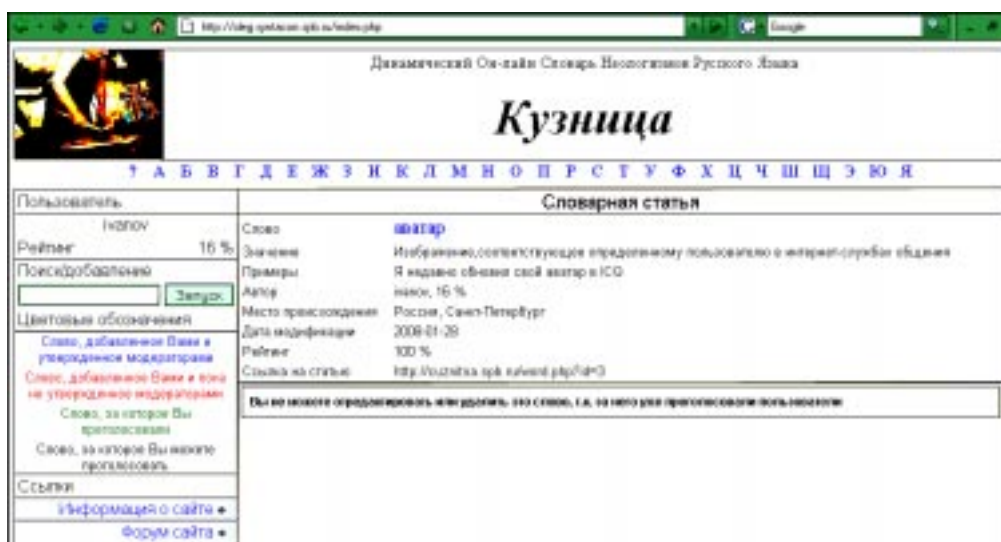 Google
Динамический Он-лайн Словарь Неологизмов Русского Языка
Кузница
? А Б В Г Д Е Ж З И К Л М Н О П Р С Т У Ф Х Ц Ч Ш Щ Э Ю Я
Пользователь
ivanov
Рейтинг 16 %
Поиск/добавление
Запуск
Цветовые обозначения
Слово, добавленное Вами и
утвержденное модераторами
Слово, добавленное Вами и пока
не утвержденное модераторами
Слово, за которое Вы
проголосовали
Слово, за которое Вы можете
проголосовать
Ссылки
Информация о сайте
Форум сайта
Словарная статья
Слово аватар
Значение Изображение,соответствующее определенному пользователю в интернет-службах общения
Примеры Я недавно обновил свой аватар в ICQ
Автор ivanov, 16 %
Место происхождения Россия, Санкт-Петербург
Дата модификации 2008-01-28
Рейтинг 100 %
Ссылка на статью
Вы не можете отредактировать или удалить это слово, т.к. за него уже проголосовали пользователи